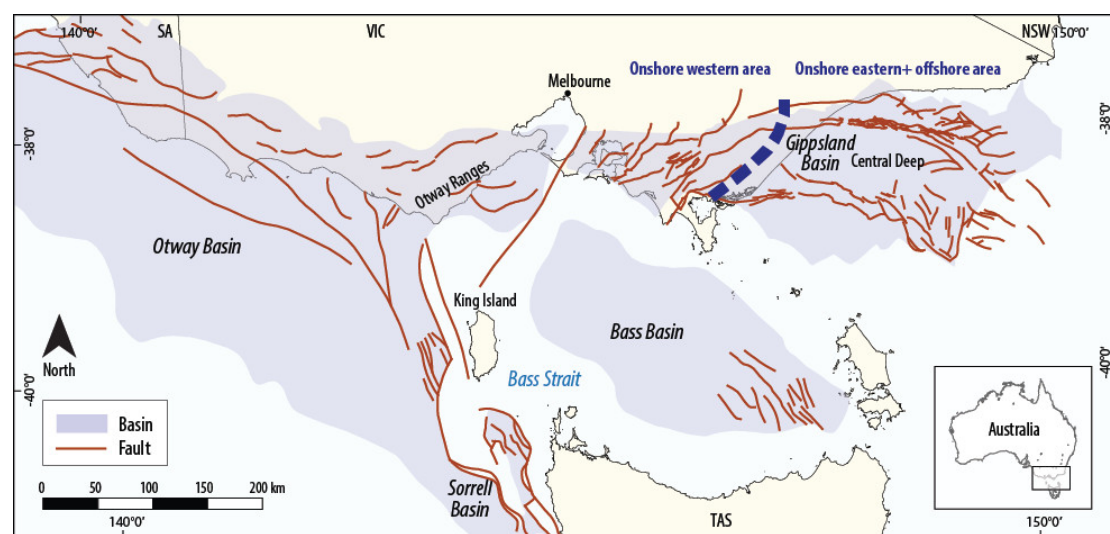 140°0'
SA
VIC
NSW
150°0'
Onshore western area
Onshore eastern+ offshore area
Melbourne
-38°0'
-38°0'
Gippsland
Basin
Central Deep
Otway Ranges
Otway Basin
King Island
Bass Basin
North
Bass Strait
-40°0'
-40°0'
Basin
Fault
Australia
0 50 100 150 200 km
Sorrell
Basin
TAS
140°0'
150°0'